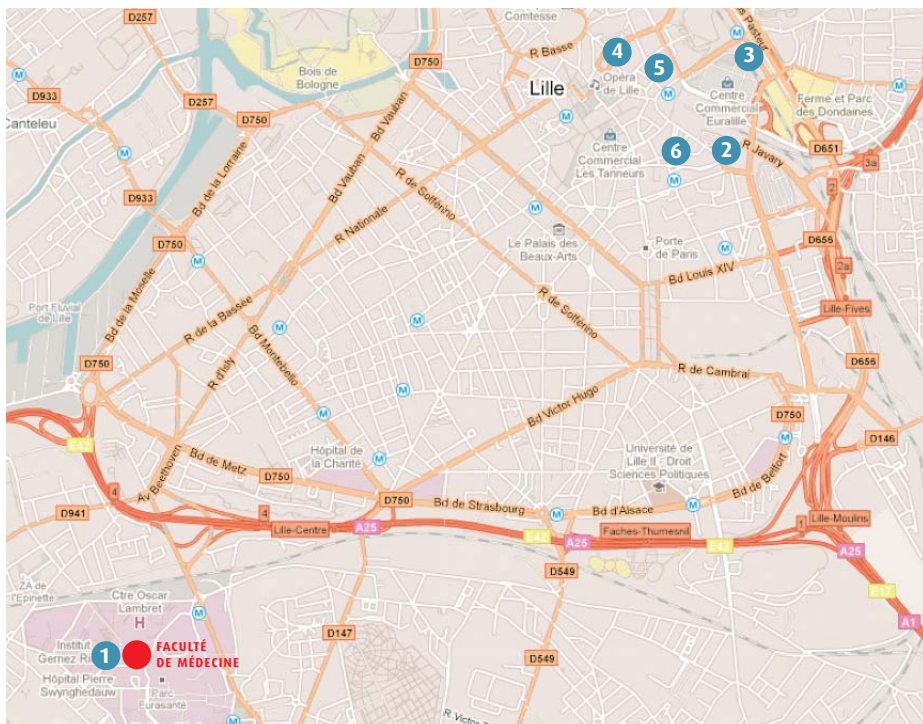 Comtesse
D257
R Basse
Pasteur
4
3
5
D750
Bois de
Bologne
Opéra
de Lille
Lille
Centre
Commercial
Euralille
Ferme et Parc
des Dondaines
D933
D257
Canteleu
D750
Bd Vauban
M
Centre
Commercial
Les Tanneurs
6
2
R Javary
D651
3a
2
Bd de la Lorraine
Bd Vauban
R de Solférino
D933
R Nationale
D750
Le Palais des
Beaux-Arts
Porte
de Paris
D656
2a
Bd Louis XIV
Port Fluvial
de Lille
Bd de la Moselle
R de la Bassée
R de Solférino
Lille-Fives
Bd Montebello
R d'Isly
D750
D656
R de Cambrai
Bd Victor Hugo
D750
E42
Hôpital de
la Charité
Université de
Lille II - Droit
Sciences Politiques
D146
Bd de Metz
D750
Bd de Belfort
Av Beethoven
4
D750
Bd de Strasbourg
Bd d'Alsace
D941
4
Lille-Centre
A25
E42
A25
Faches-Thumesnil
E42
1
Lille-Moulins
A25
D549
E17
ZA de
l'Epinette
Ctre Oscar
Lambret
H
A1
D147
Institut
Gernez
1
FACULTÉ
DE MÉDECINE
D549
Hôpital Pierre
Swynghedauw
Parc
Eurasanté
R Victor